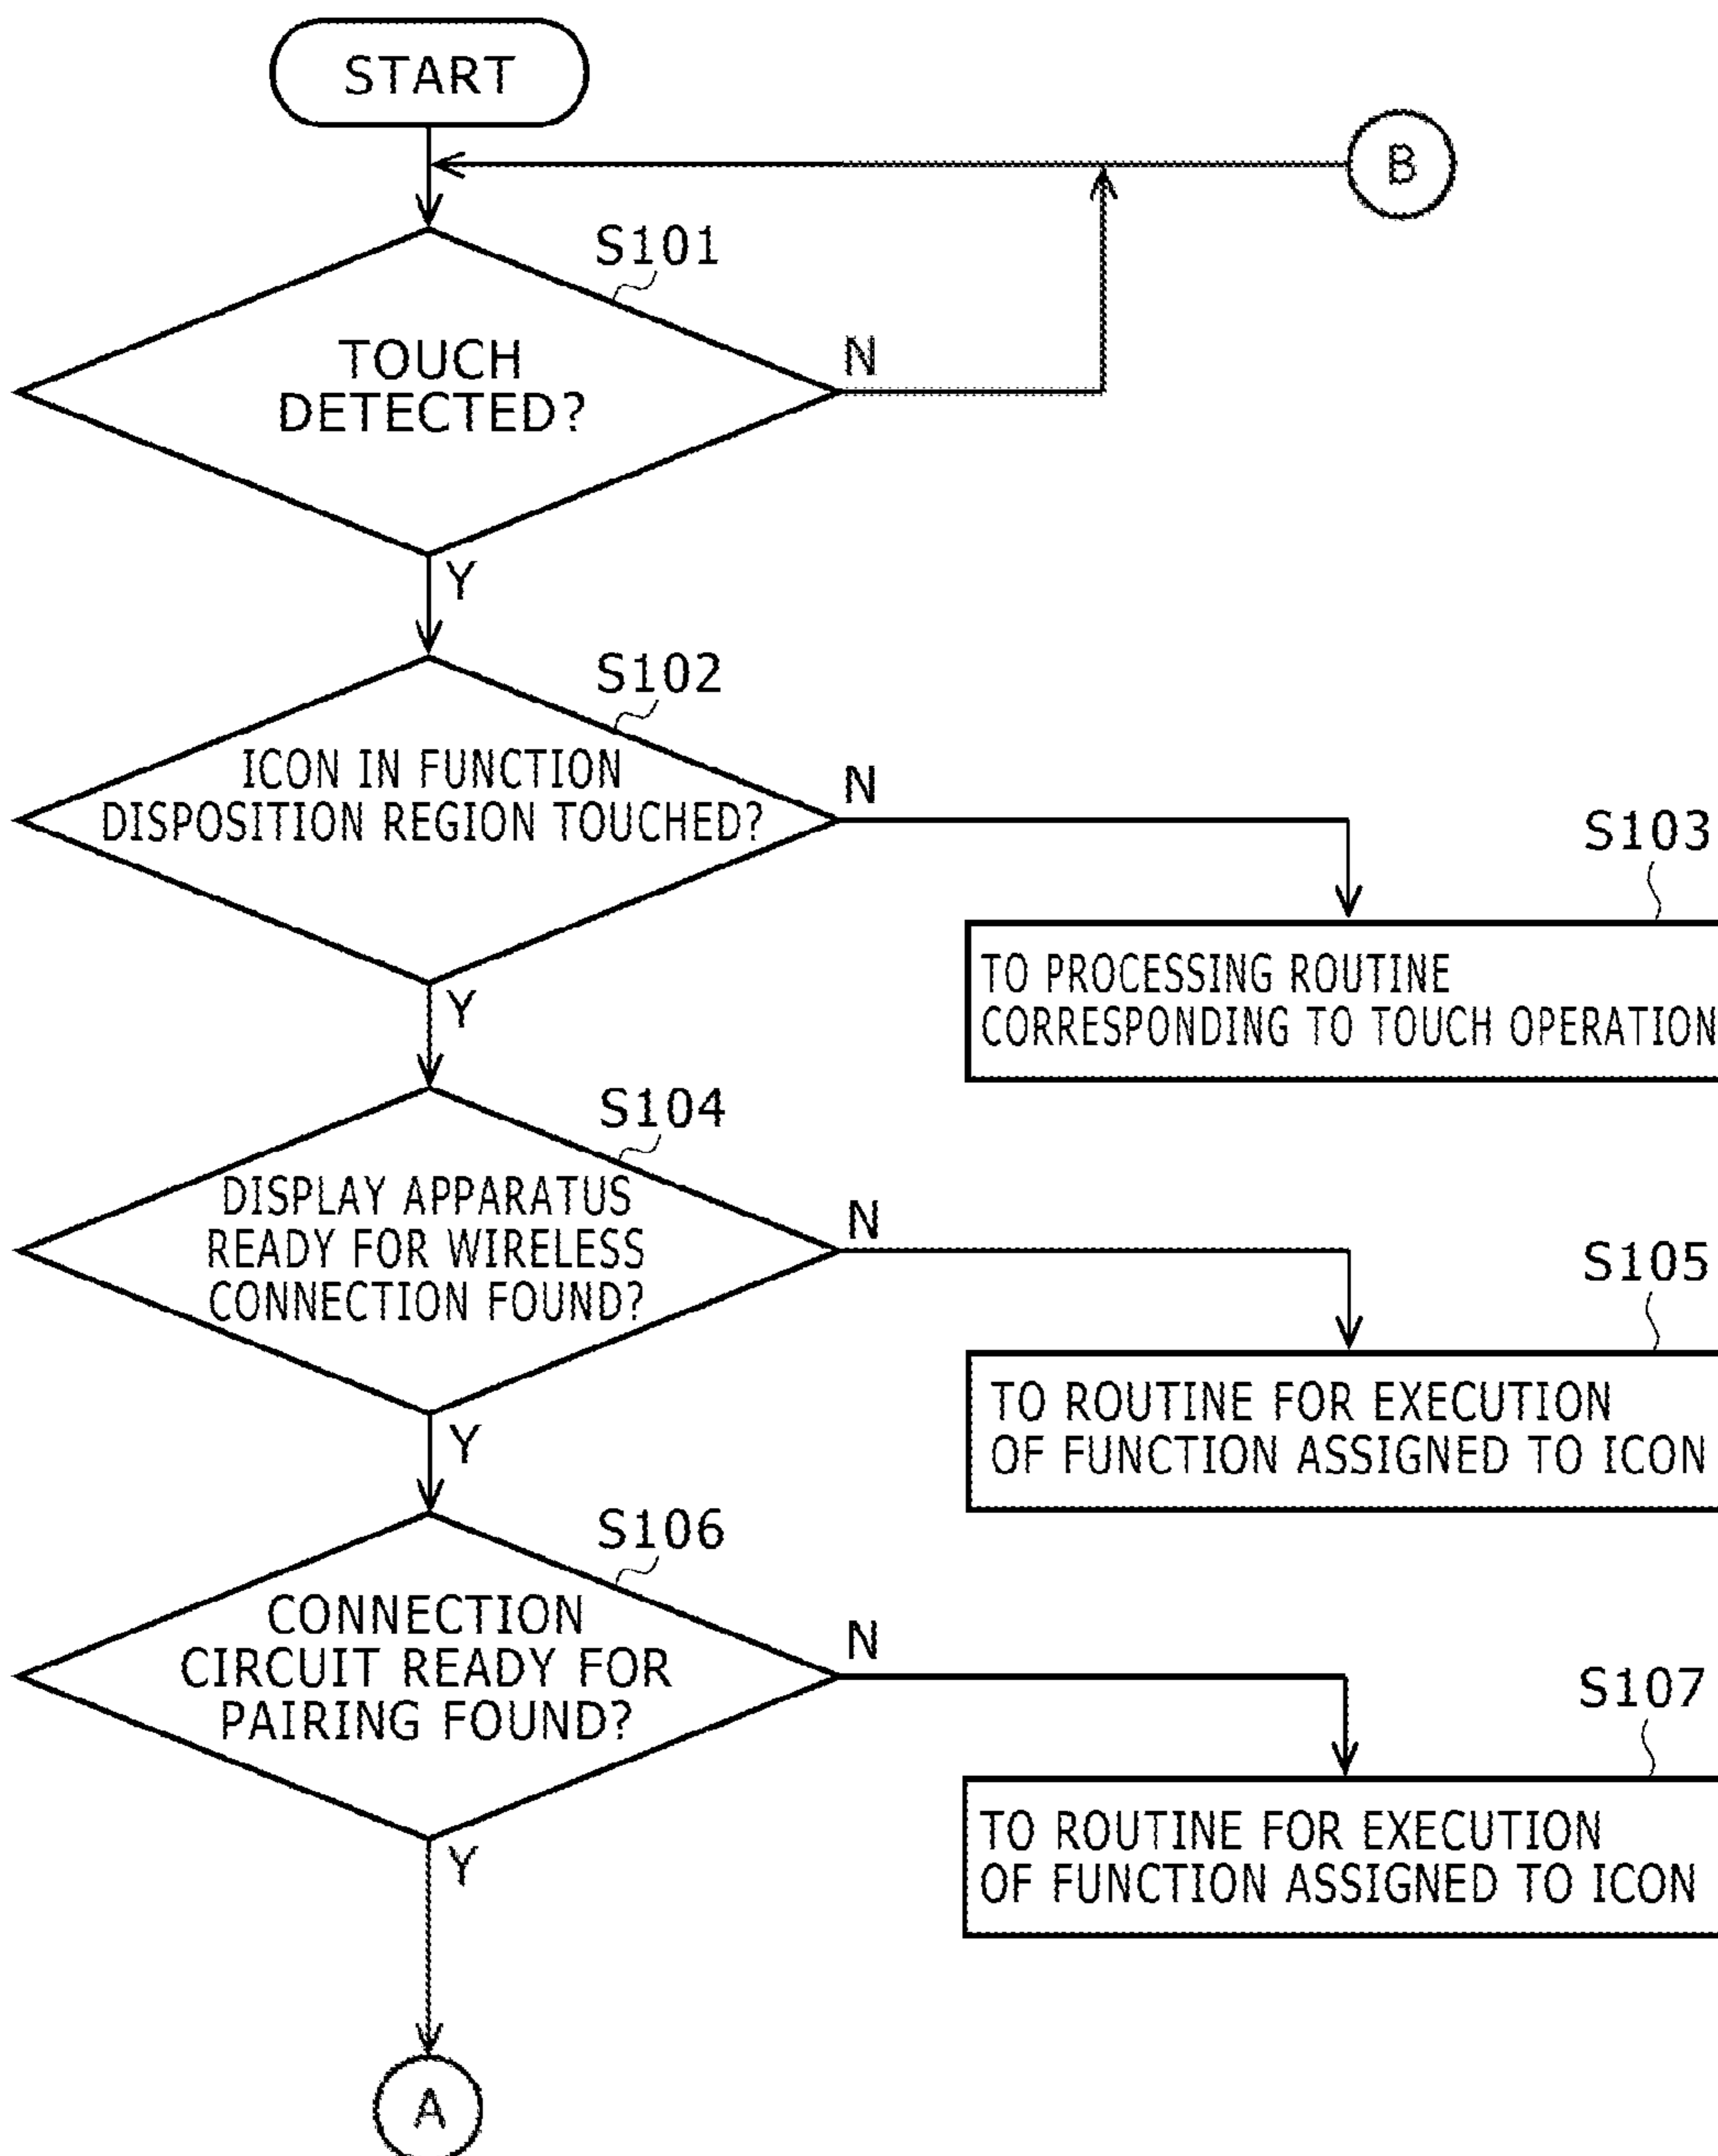 START
B
S101
TOUCH
DETECTED?
N
Y
S102
ICON IN FUNCTION
DISPOSITION REGION TOUCHED?
N
Y
S103
TO PROCESSING ROUTINE
CORRESPONDING TO TOUCH OPERATION
S104
DISPLAY APPARATUS
READY FOR WIRELESS
CONNECTION FOUND?
N
Y
S105
TO ROUTINE FOR EXECUTION
OF FUNCTION ASSIGNED TO ICON
S106
CONNECTION
CIRCUIT READY FOR
PAIRING FOUND?
N
Y
S107
TO ROUTINE FOR EXECUTION
OF FUNCTION ASSIGNED TO ICON
A